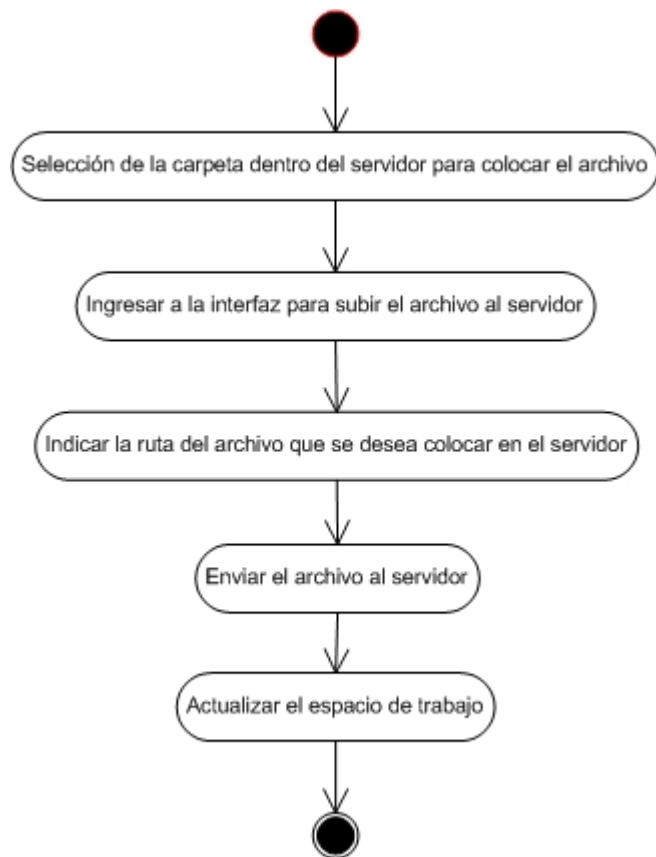 Selección de la carpeta dentro del servidor para colocar el archivo
Ingresar a la interfaz para subir el archivo al servidor
Indicar la ruta del archivo que se desea colocar en el servidor
Enviar el archivo al servidor
Actualizar el espacio de trabajo